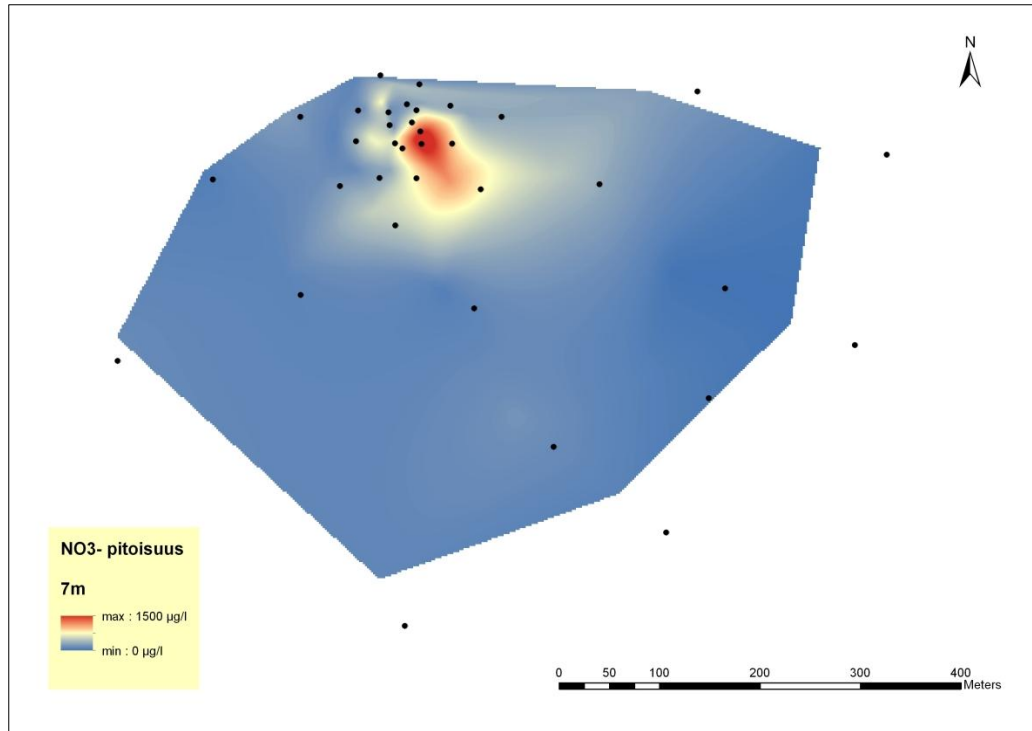 N
NO3- pitoisuus
7m
max : 1500 µg/l
min : 0 µg/l
0 50 100 200 300 400
Meters